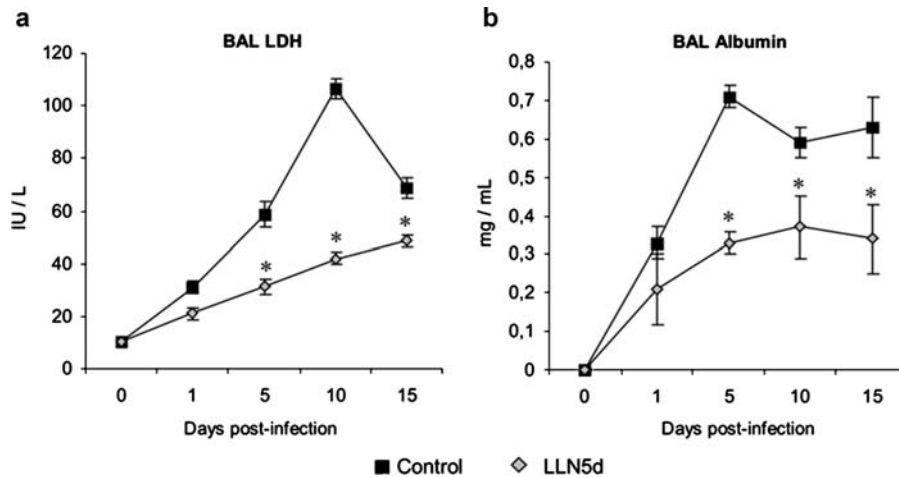 a
BAL LDH
120
100
80
60
40
20
0
IU / L
* * *
0 1 5 10 15
Days post-infection
b
BAL Albumin
0,8
0,7
0,6
0,5
0,4
0,3
0,2
0,1
0
mg / mL
* * *
0 1 5 10 15
Days post-infection
Control LLN5d